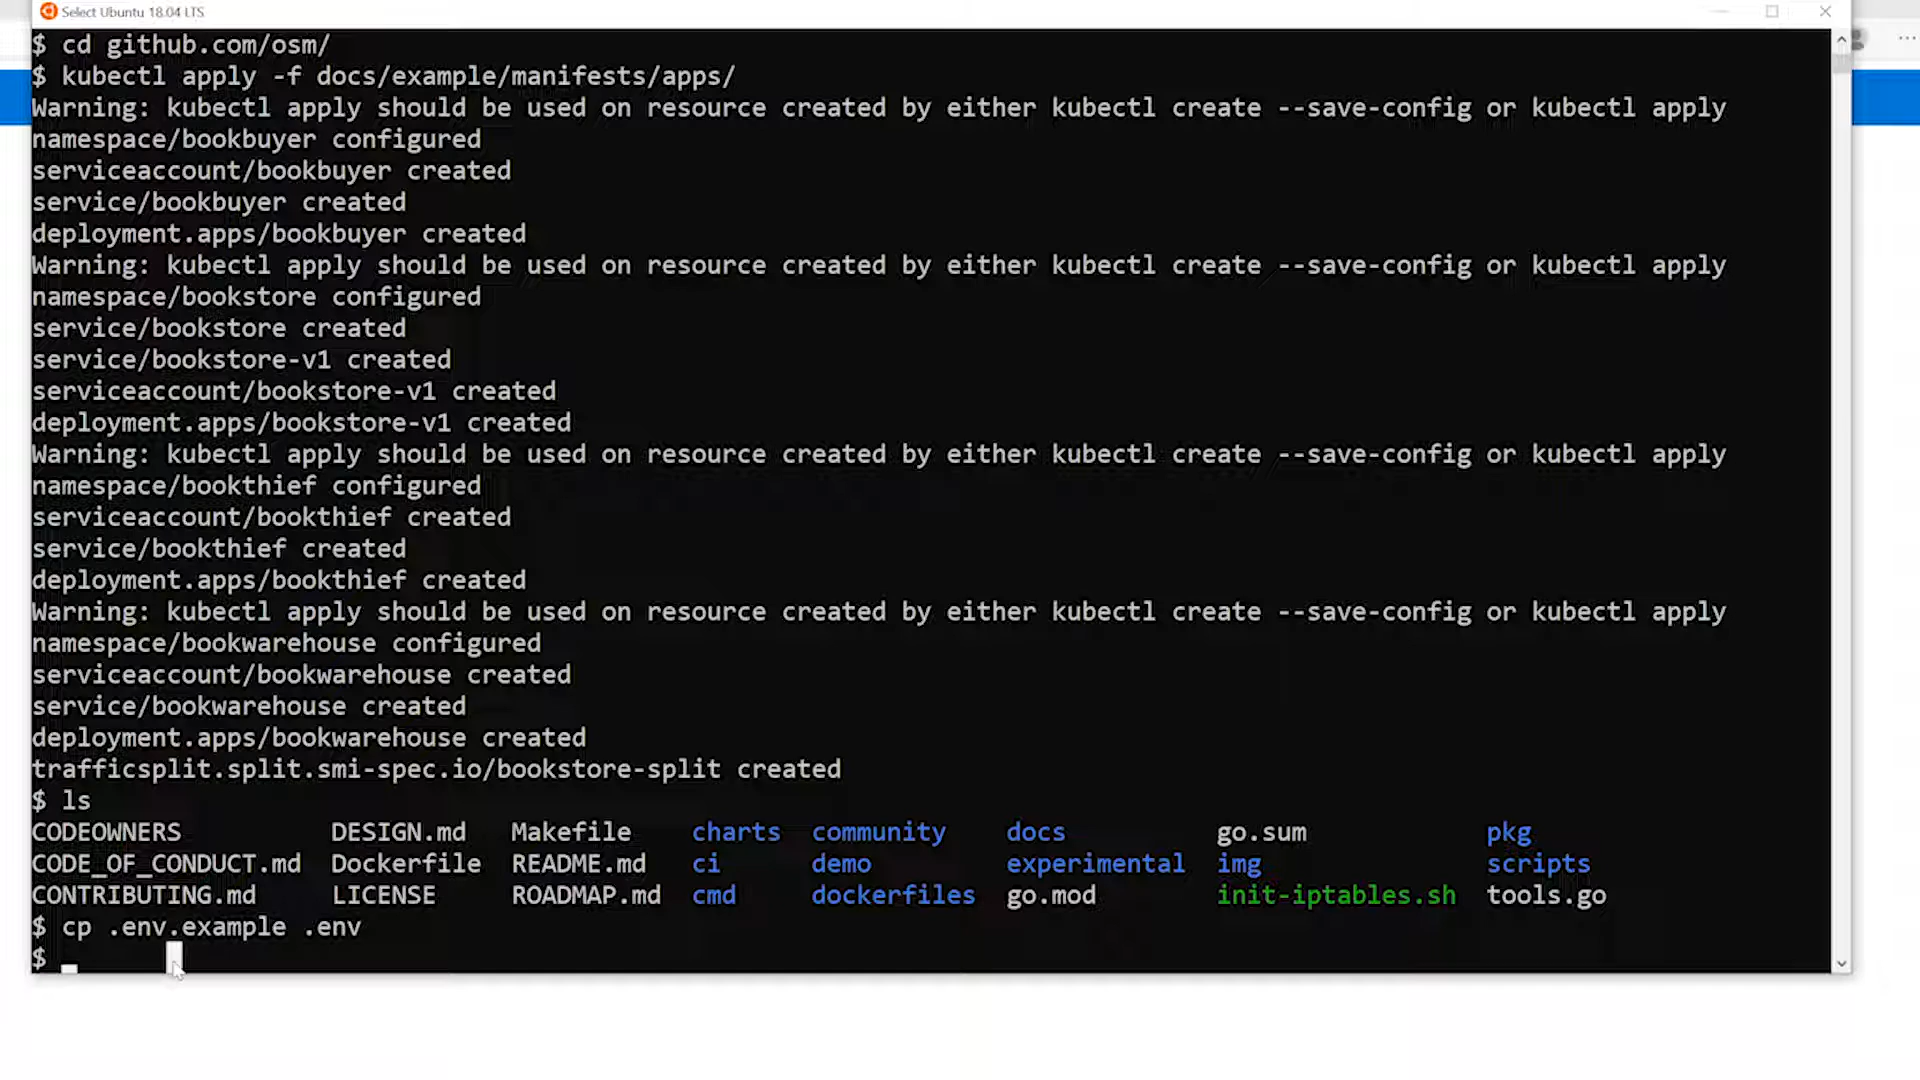 Select Ubuntu 18.04 LTS
$ cd github.com/osm/
$ kubectl apply -f docs/example/manifests/apps/
Warning: kubectl apply should be used on resource created by either kubectl create --save-config or kubectl apply
namespace/bookbuyer configured
serviceaccount/bookbuyer created
service/bookbuyer created
deployment.apps/bookbuyer created
Warning: kubectl apply should be used on resource created by either kubectl create --save-config or kubectl apply
namespace/bookstore configured
service/bookstore created
service/bookstore-v1 created
serviceaccount/bookstore-v1 created
deployment.apps/bookstore-v1 created
Warning: kubectl apply should be used on resource created by either kubectl create --save-config or kubectl apply
namespace/bookthief configured
serviceaccount/bookthief created
service/bookthief created
deployment.apps/bookthief created
Warning: kubectl apply should be used on resource created by either kubectl create --save-config or kubectl apply
namespace/bookwarehouse configured
serviceaccount/bookwarehouse created
service/bookwarehouse created
deployment.apps/bookwarehouse created
trafficsplit.split.smi-spec.io/bookstore-split created
$ ls
CODEOWNERS DESIGN.md Makefile charts community docs go.sum pkg
CODE_OF_CONDUCT.md Dockerfile README.md ci demo experimental img scripts
CONTRIBUTING.md LICENSE ROADMAP.md cmd dockerfiles go.mod init-iptables.sh tools.go
$ cp .env.example .env
$